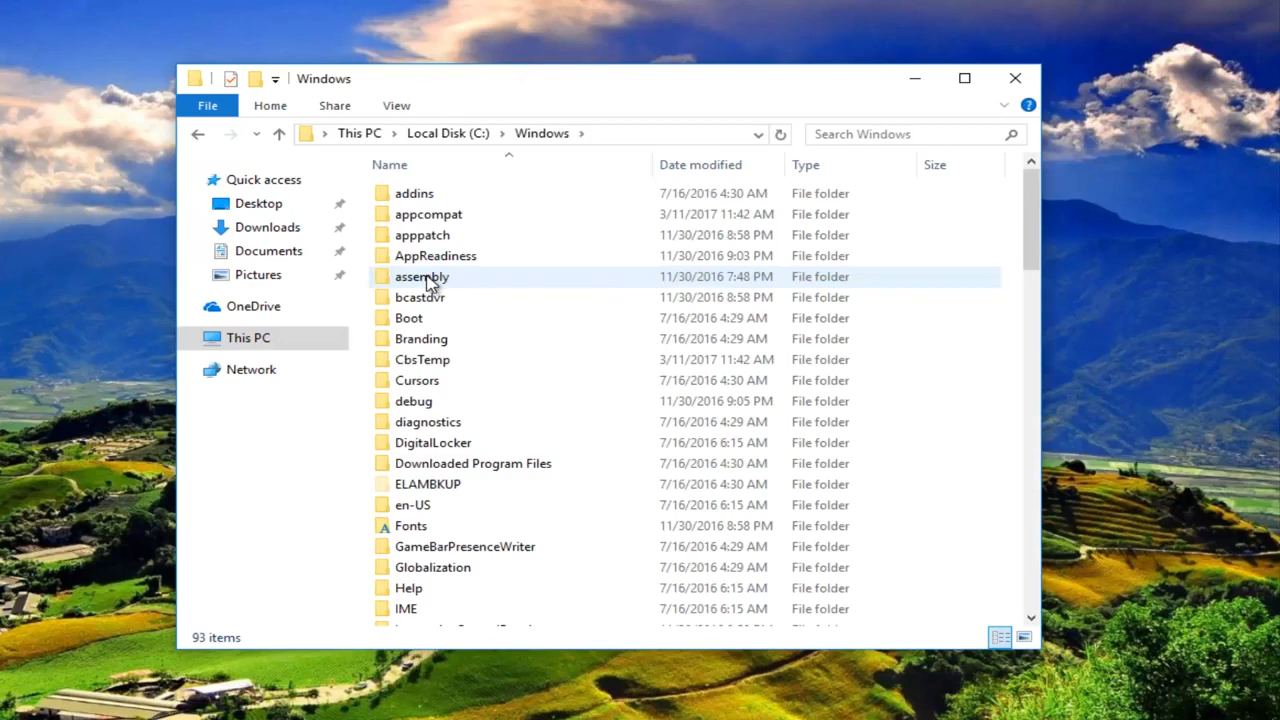 Windows
File Home Share View
This PC Local Disk (C:) Windows Search Windows
Name Date modified Type Size
Quick access
Desktop
Downloads
Documents
Pictures
OneDrive
This PC
Network
addins 7/16/2016 4:30 AM File folder
appcompat 3/11/2017 11:42 AM File folder
apppatch 11/30/2016 8:58 PM File folder
AppReadiness 11/30/2016 9:03 PM File folder
assembly 11/30/2016 7:48 PM File folder
bcastdvr 11/30/2016 8:58 PM File folder
Boot 7/16/2016 4:29 AM File folder
Branding 7/16/2016 4:29 AM File folder
CbsTemp 3/11/2017 11:42 AM File folder
Cursors 7/16/2016 4:30 AM File folder
debug 11/30/2016 9:05 PM File folder
diagnostics 7/16/2016 4:29 AM File folder
DigitalLocker 7/16/2016 6:15 AM File folder
Downloaded Program Files 7/16/2016 4:30 AM File folder
ELAMBKUP 7/16/2016 4:30 AM File folder
en-US 7/16/2016 6:15 AM File folder
Fonts 11/30/2016 8:58 PM File folder
GameBarPresenceWriter 7/16/2016 4:29 AM File folder
Globalization 7/16/2016 4:29 AM File folder
Help 7/16/2016 6:15 AM File folder
IME 7/16/2016 6:15 AM File folder
93 items